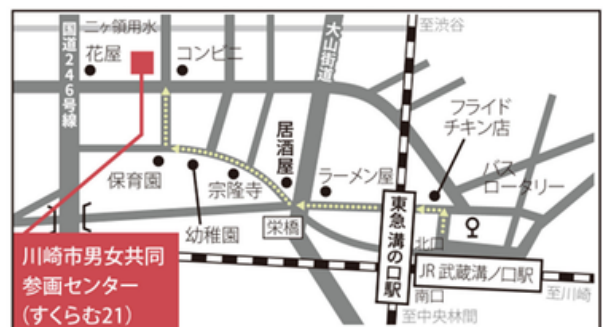 二ヶ領用水
至渋谷
国道246号線
花屋
コンビニ
大山街道
フライド
チキン店
居酒屋
ラーメン屋
バス
ロータリー
保育園
宗隆寺
幼稚園
栄橋
東急 溝の口駅
北口
JR 武蔵溝ノ口駅
南口
至川崎
至中央林間
川崎市男女共同
参画センター
(すくらむ21)